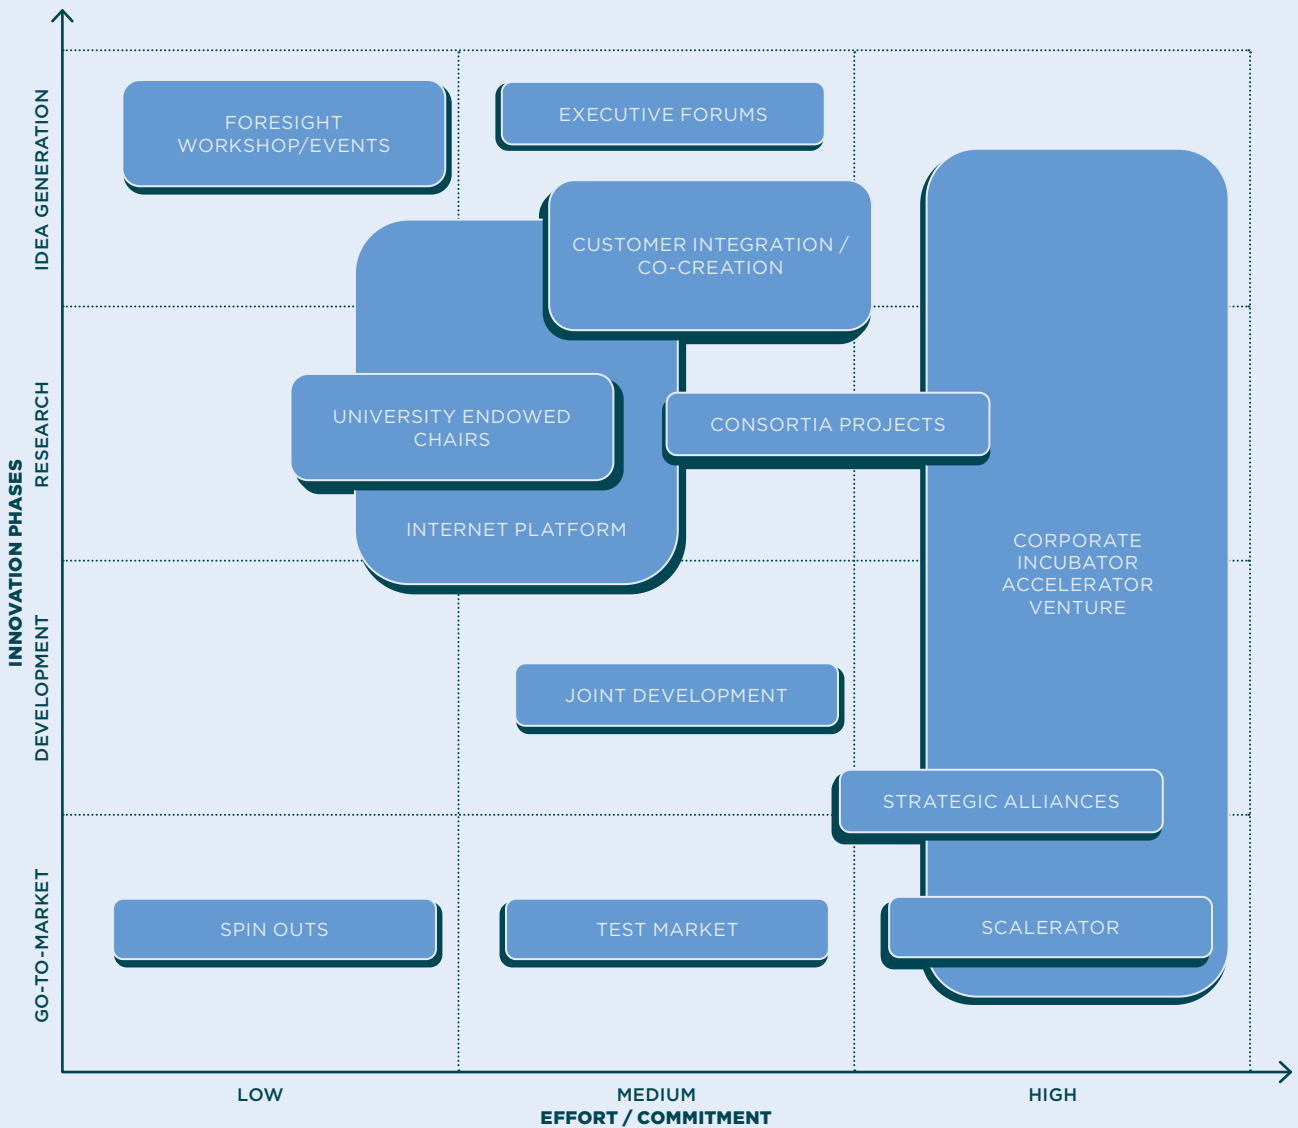 INNOVATION PHASES
IDEA GENERATION
RESEARCH
DEVELOPMENT
GO-TO-MARKET
FORESIGHT
WORKSHOP/EVENTS
EXECUTIVE FORUMS
CUSTOMER INTEGRATION /
CO-CREATION
UNIVERSITY ENDOWED
CHAIRS
CONSORTIA PROJECTS
INTERNET PLATFORM
CORPORATE
INCUBATOR
ACCELERATOR
VENTURE
JOINT DEVELOPMENT
STRATEGIC ALLIANCES
SPIN OUTS
TEST MARKET
SCALERATOR
LOW
MEDIUM
HIGH
EFFORT / COMMITMENT